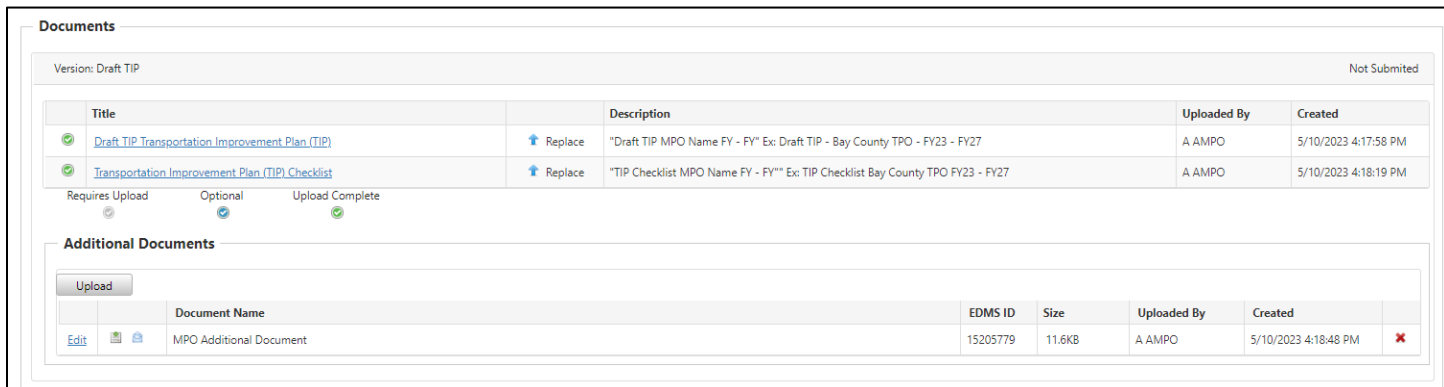 Documents
Version: Draft TIP Not Submited
Title Description Uploaded By Created
Draft TIP Transportation Improvement Plan (TIP) Replace "Draft TIP MPO Name FY - FY" Ex: Draft TIP - Bay County TPO - FY23 - FY27 A AMPO 5/10/2023 4:17:58 PM
Transportation Improvement Plan (TIP) Checklist Replace "TIP Checklist MPO Name FY - FY"" Ex: TIP Checklist Bay County TPO FY23 - FY27 A AMPO 5/10/2023 4:18:19 PM
Requires Upload Optional Upload Complete
Additional Documents
Upload
Document Name EDMS ID Size Uploaded By Created
Edit MPO Additional Document 15205779 11.6KB A AMPO 5/10/2023 4:18:48 PM